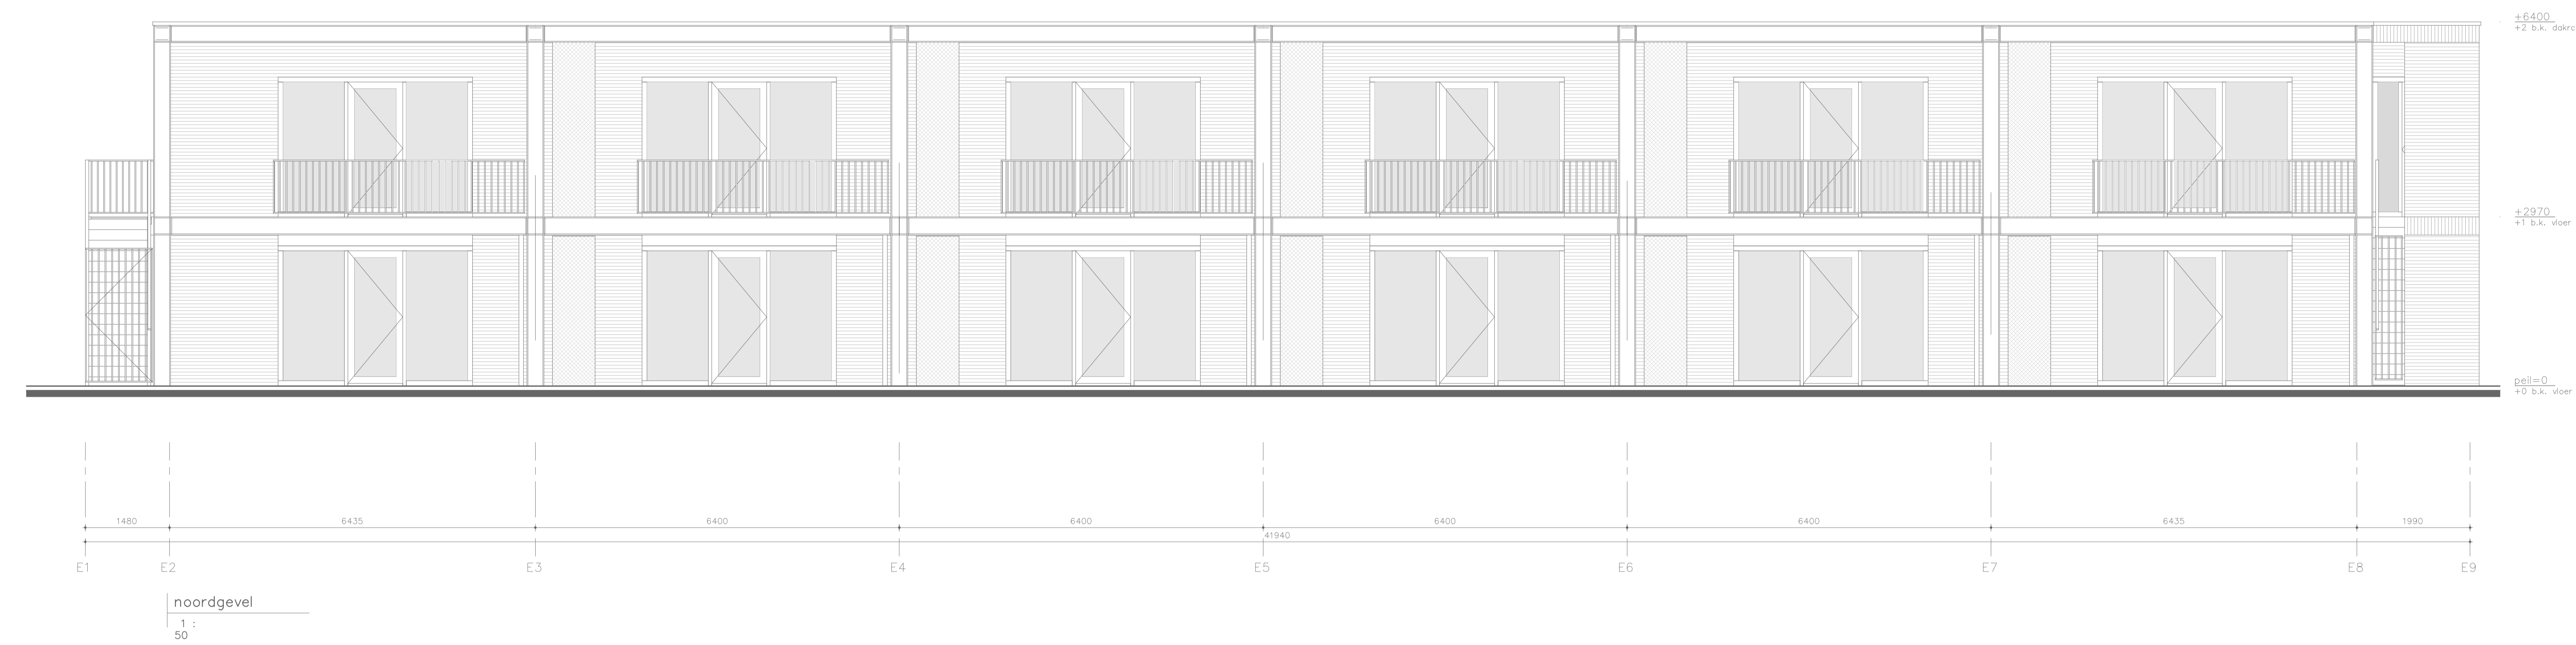 +6400
+2 b.k. dakrc
+2970
+1 b.k. vloer
peil=0
+0 b.k. vloer
1480 6435 6400 6400 6400 6400 6435 1990
41940
E1 E2 E3 E4 E5 E6 E7 E8 E9
noordgevel
1 :
50